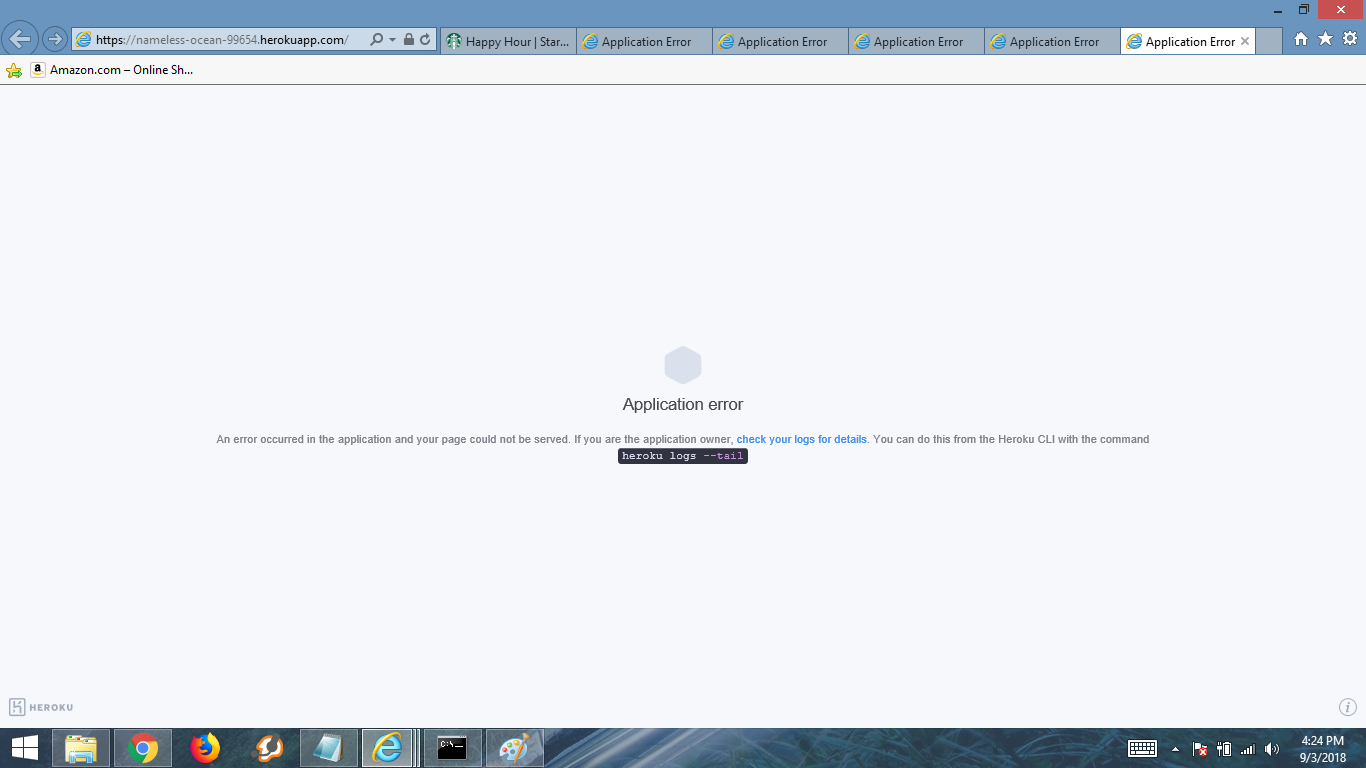 https://nameless-ocean-99654.herokuapp.com/
Happy Hour | Star...
Application Error
Application Error
Application Error
Application Error
Application Error
a
Amazon.com – Online Sh...
Application error
An error occurred in the application and your page could not be served. If you are the application owner, check your logs for details. You can do this from the Heroku CLI with the command
heroku logs --tail
HEROKU
i
C:\_
4:24 PM
9/3/2018